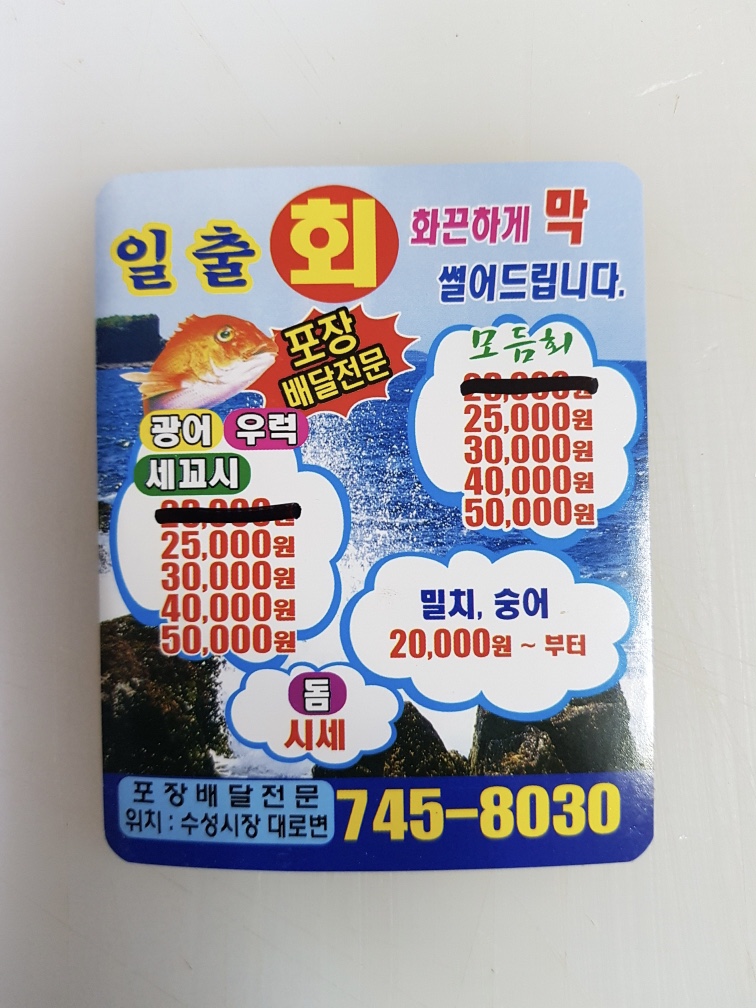 일출 회
화끈하게 막
썰어드립니다.
포장
배달전문
모듬회
25,000원
30,000원
40,000원
50,000원
광어 우럭
세꼬시
25,000원
30,000원
40,000원
50,000원
밀치, 숭어
20,000원 ~ 부터
돔
시세
포장배달전문
위치 : 수성시장 대로변
745-8030